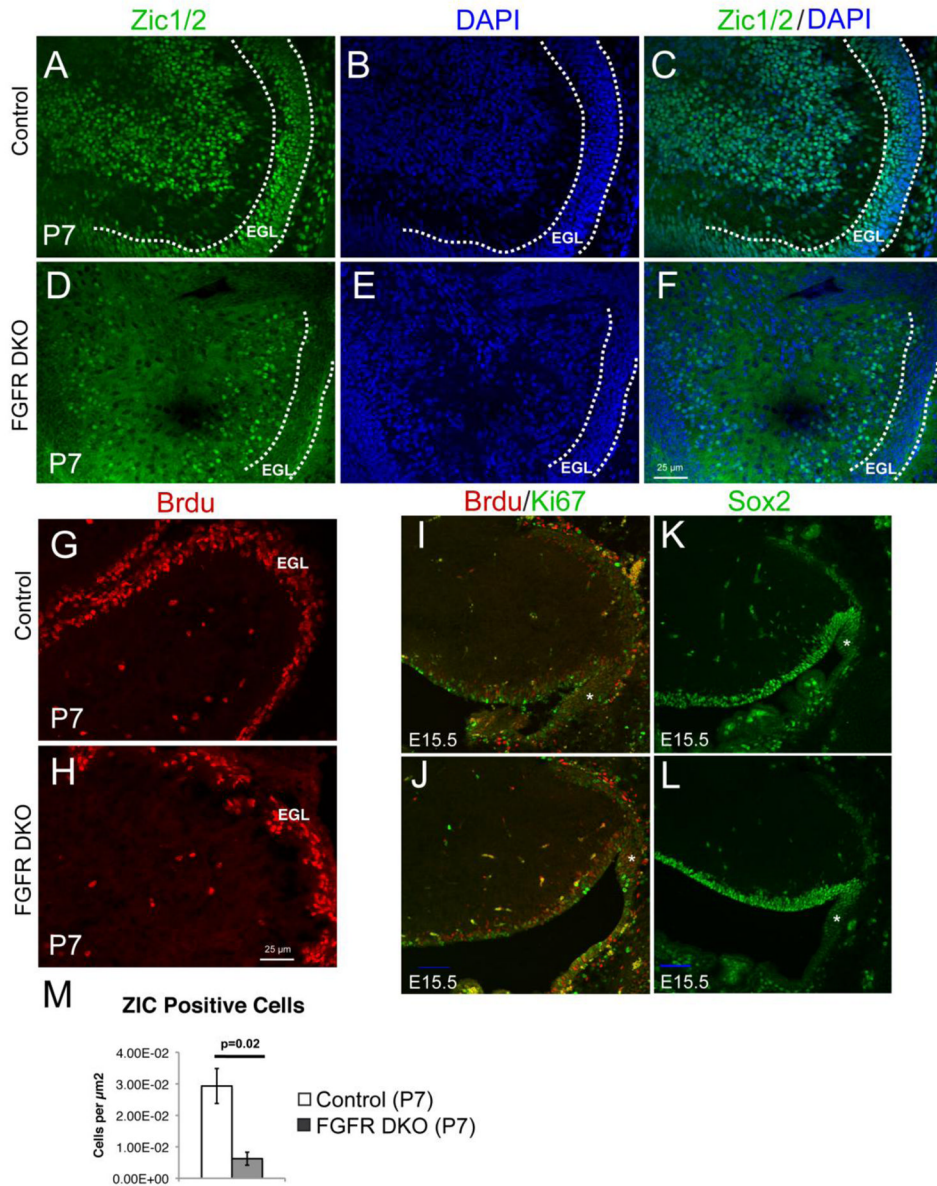 Zic1/2 DAPI Zic1/2/DAPI
Control
A B C
P7 EGL EGL EGL
FGFR DKO
D E F
P7 EGL EGL 25 µm EGL
Brdu Brdu/Ki67 Sox2
Control
G EGL I K
P7 * *
E15.5 E15.5
FGFR DKO
H EGL J L
* *
P7 25 µm E15.5 E15.5
M ZIC Positive Cells
p=0.02
Cells per µm2
4.00E-02
3.00E-02
2.00E-02
1.00E-02
0.00E+00
Control (P7)
FGFR DKO (P7)